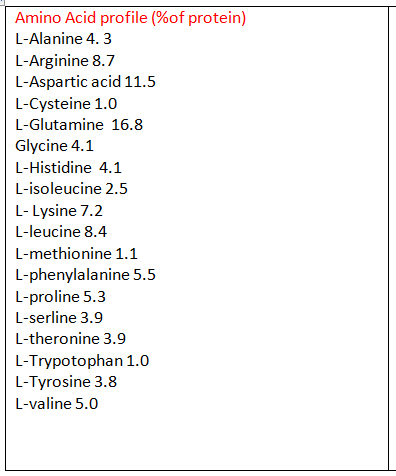 Amino Acid profile (%of protein)
L-Alanine 4. 3
L-Arginine 8.7
L-Aspartic acid 11.5
L-Cysteine 1.0
L-Glutamine  16.8
Glycine 4.1
L-Histidine  4.1
L-isoleucine 2.5
L- Lysine 7.2
L-leucine 8.4
L-methionine 1.1
L-phenylalanine 5.5
L-proline 5.3
L-serline 3.9
L-theronine 3.9
L-Trypotophan 1.0
L-Tyrosine 3.8
L-valine 5.0